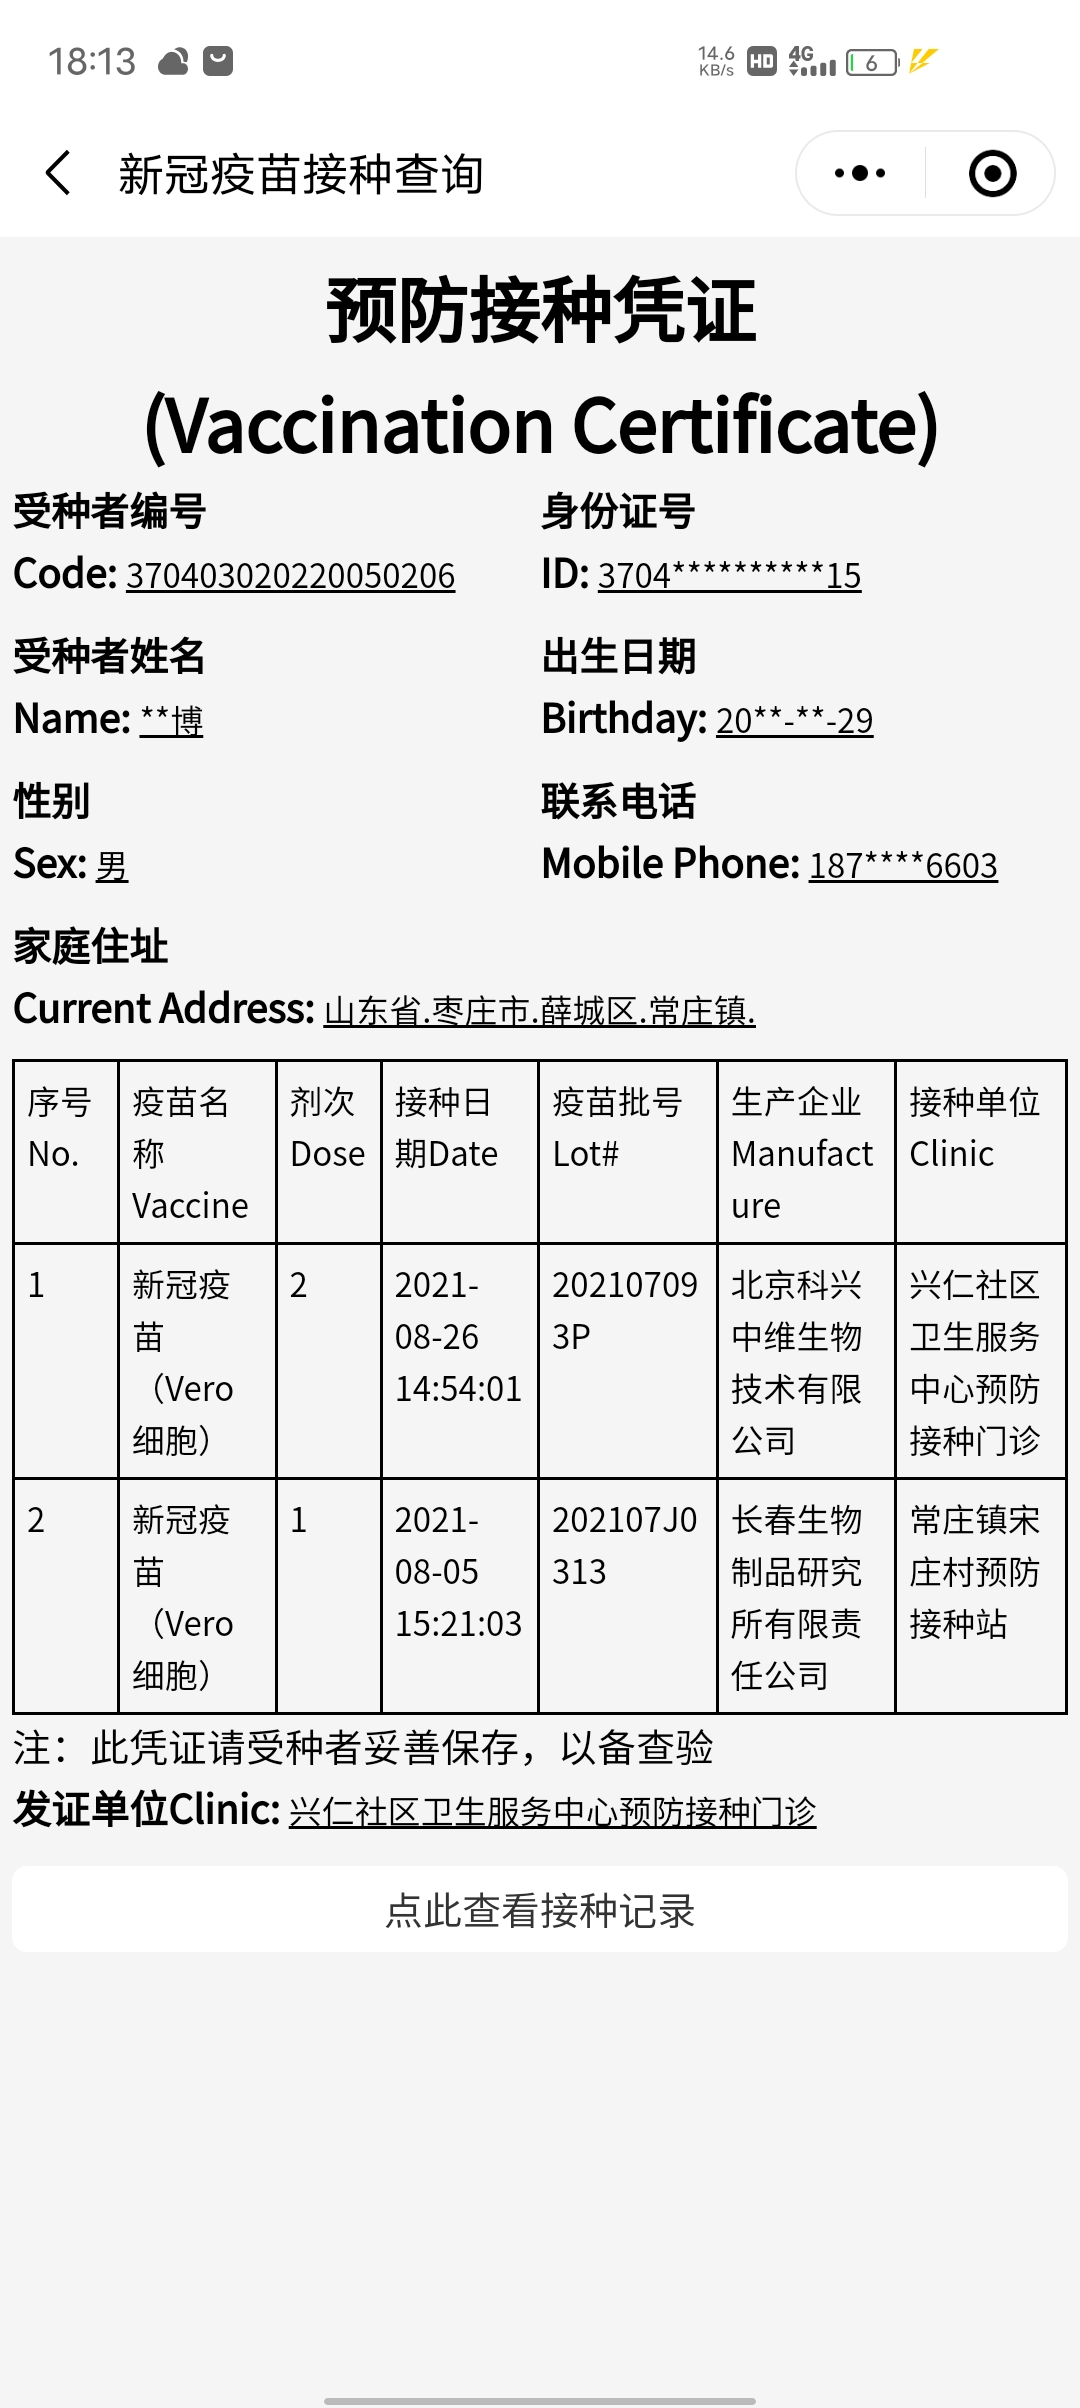 18:13
14.6 KB/s HD 4G 6
新冠疫苗接种查询
预防接种凭证
(Vaccination Certificate)
受种者编号 身份证号
Code: 370403020220050206 ID: 3704**********15
受种者姓名 出生日期
Name: **博 Birthday: 20**-**-29
性别 联系电话
Sex: 男 Mobile Phone: 187****6603
家庭住址
Current Address: 山东省.枣庄市.薛城区.常庄镇.
序号 疫苗名 剂次 接种日 疫苗批号 生产企业 接种单位
No. 称 Dose 期Date Lot# Manufact Clinic
Vaccine ure
1 新冠疫 2 2021- 20210709 北京科兴 兴仁社区
苗 08-26 3P 中维生物 卫生服务
（Vero 14:54:01 技术有限 中心预防
细胞） 公司 接种门诊
2 新冠疫 1 2021- 202107J0 长春生物 常庄镇宋
苗 08-05 313 制品研究 庄村预防
（Vero 15:21:03 所有限责 接种站
细胞） 任公司
注：此凭证请受种者妥善保存，以备查验
发证单位Clinic: 兴仁社区卫生服务中心预防接种门诊
点此查看接种记录